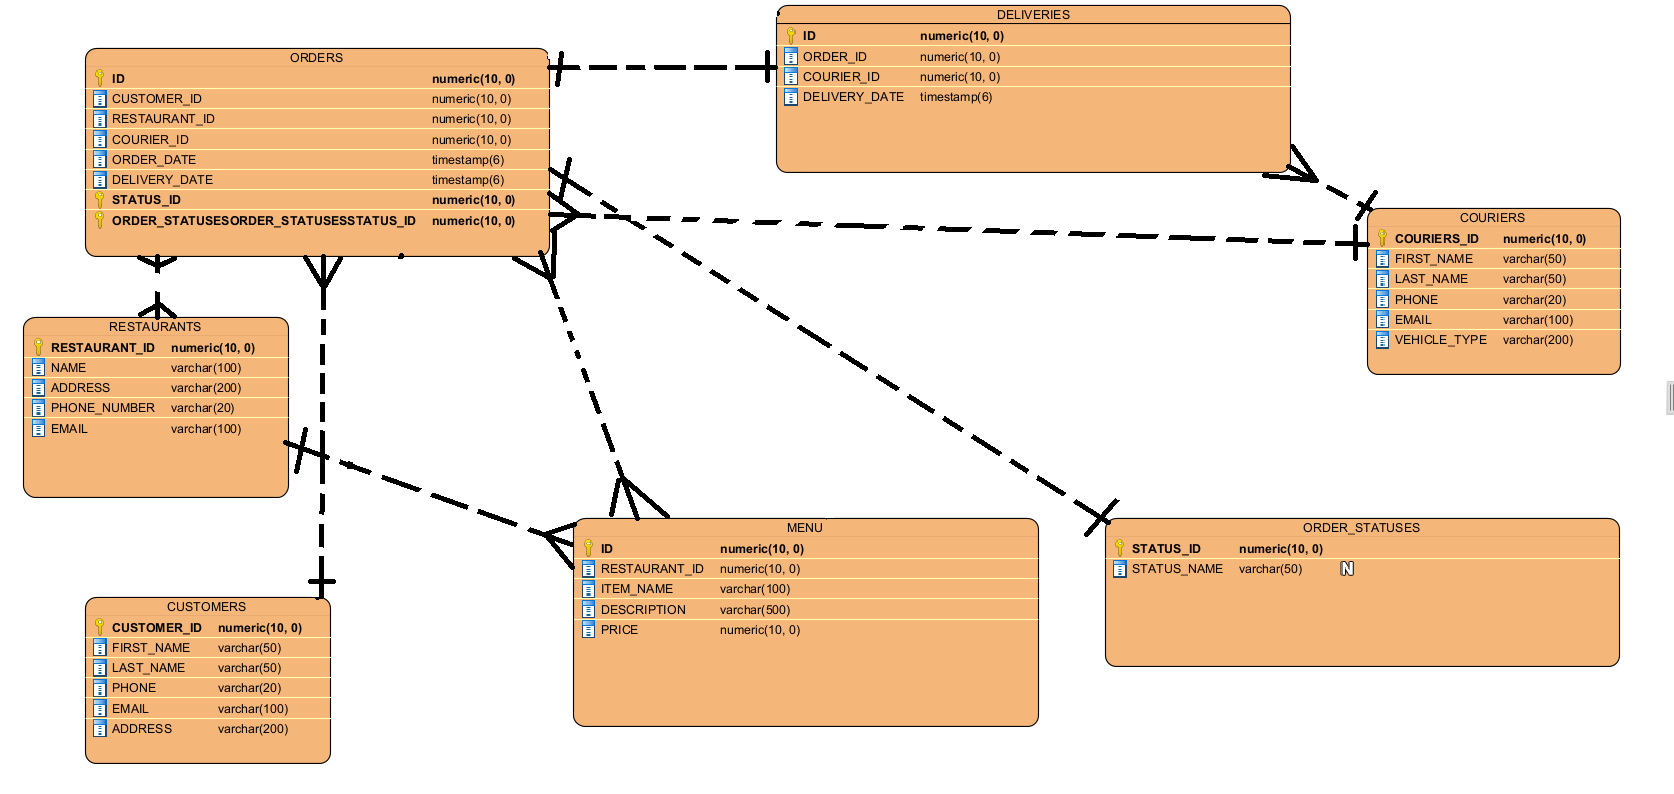 ORDERS
ID numeric(10, 0)
CUSTOMER_ID numeric(10, 0)
RESTAURANT_ID numeric(10, 0)
COURIER_ID numeric(10, 0)
ORDER_DATE timestamp(6)
DELIVERY_DATE timestamp(6)
STATUS_ID numeric(10, 0)
ORDER_STATUSESORDER_STATUSESSTATUS_ID numeric(10, 0)
DELIVERIES
ID numeric(10, 0)
ORDER_ID numeric(10, 0)
COURIER_ID numeric(10, 0)
DELIVERY_DATE timestamp(6)
COURIERS
COURIERS_ID numeric(10, 0)
FIRST_NAME varchar(50)
LAST_NAME varchar(50)
PHONE varchar(20)
EMAIL varchar(100)
VEHICLE_TYPE varchar(200)
RESTAURANTS
RESTAURANT_ID numeric(10, 0)
NAME varchar(100)
ADDRESS varchar(200)
PHONE_NUMBER varchar(20)
EMAIL varchar(100)
MENU
ID numeric(10, 0)
RESTAURANT_ID numeric(10, 0)
ITEM_NAME varchar(100)
DESCRIPTION varchar(500)
PRICE numeric(10, 0)
ORDER_STATUSES
STATUS_ID numeric(10, 0)
STATUS_NAME varchar(50) N
CUSTOMERS
CUSTOMER_ID numeric(10, 0)
FIRST_NAME varchar(50)
LAST_NAME varchar(50)
PHONE varchar(20)
EMAIL varchar(100)
ADDRESS varchar(200)